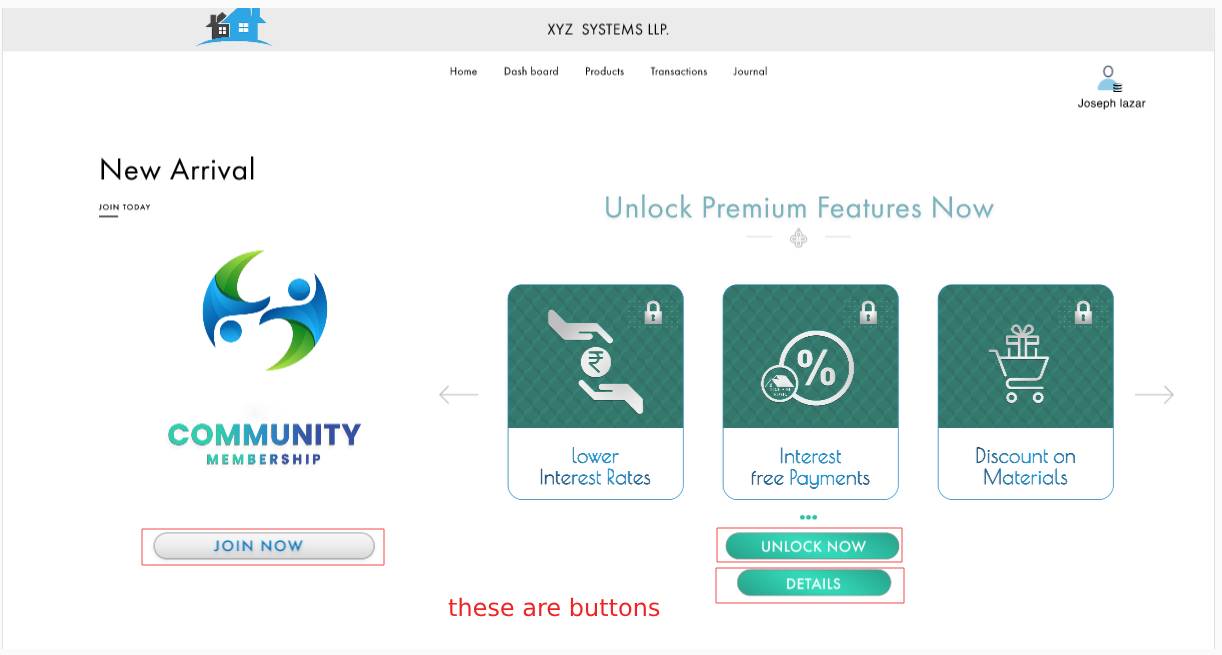 XYZ SYSTEMS LLP.
Home Dash board Products Transactions Journal
Joseph lazar
New Arrival
JOIN TODAY
Unlock Premium Features Now
COMMUNITY
MEMBERSHIP
₹
%
lower
Interest Rates
Interest
free Payments
Discount on
Materials
JOIN NOW
UNLOCK NOW
DETAILS
these are buttons